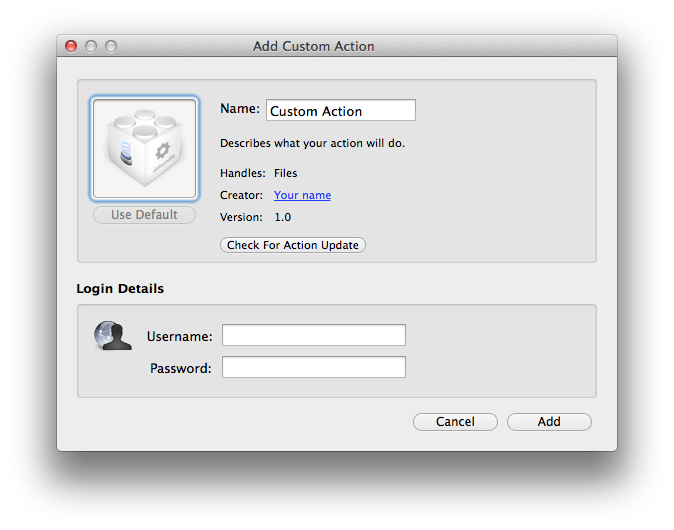 Add Custom Action
Name: Custom Action
Describes what your action will do.
Handles: Files
Creator: Your name
Version: 1.0
Use Default
Check For Action Update
Login Details
Username:
Password:
Cancel Add